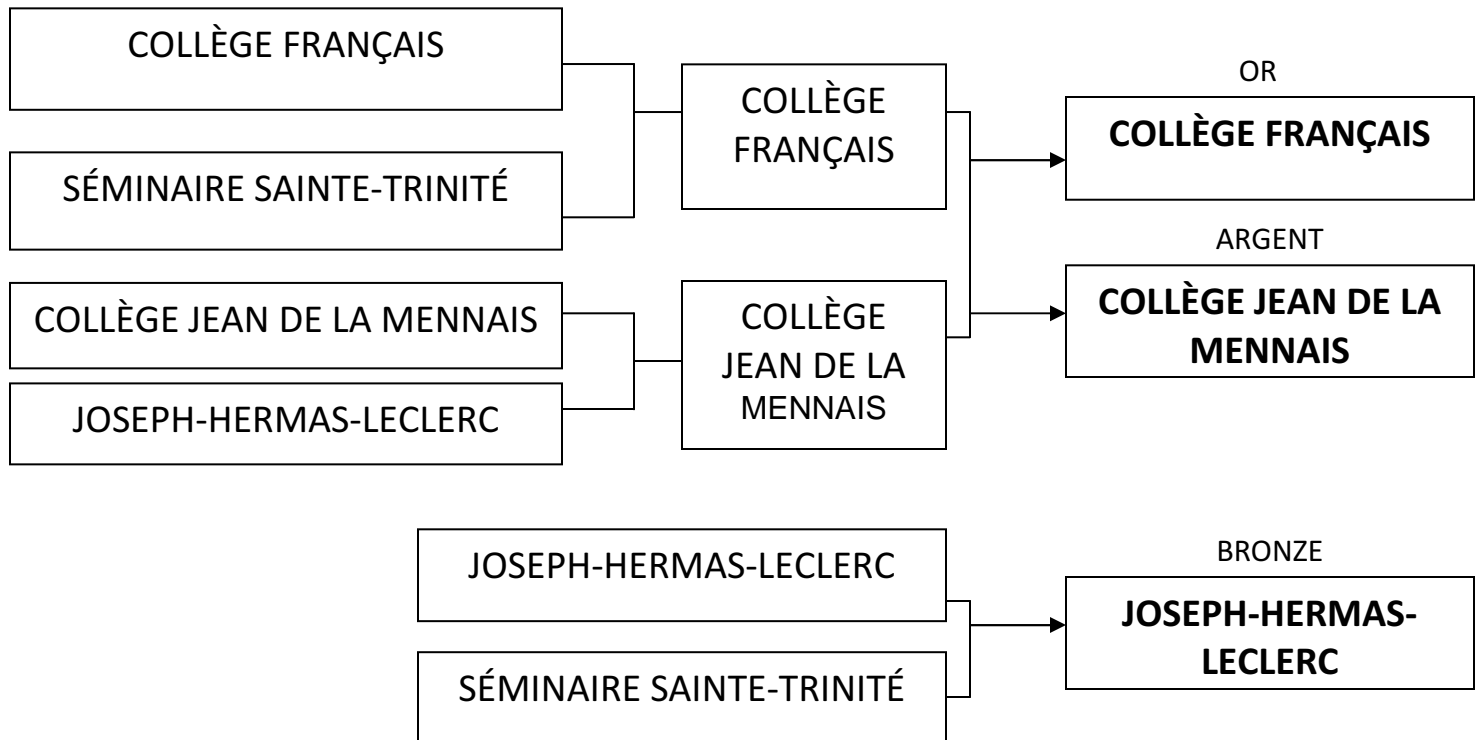 COLLÈGE FRANÇAIS
SÉMINAIRE SAINTE-TRINITÉ
COLLÈGE JEAN DE LA MENNAIS
JOSEPH-HERMAS-LECLERC
COLLÈGE
FRANÇAIS
COLLÈGE
JEAN DE LA
MENNAIS
OR
COLLÈGE FRANÇAIS
ARGENT
COLLÈGE JEAN DE LA
MENNAIS
JOSEPH-HERMAS-LECLERC
SÉMINAIRE SAINTE-TRINITÉ
BRONZE
JOSEPH-HERMAS-
LECLERC